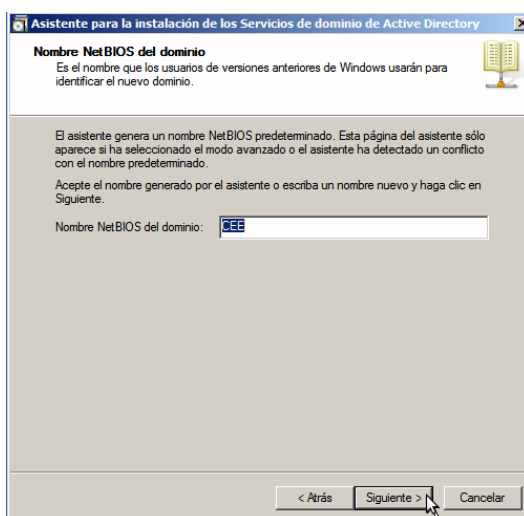 Asistente para la instalación de los Servicios de dominio de Active Directory
Nombre NetBIOS del dominio
Es el nombre que los usuarios de versiones anteriores de Windows usarán para
identificar el nuevo dominio.
El asistente genera un nombre NetBIOS predeterminado. Esta página del asistente sólo
aparece si ha seleccionado el modo avanzado o el asistente ha detectado un conflicto
con el nombre predeterminado.
Acepte el nombre generado por el asistente o escriba un nombre nuevo y haga clic en
Siguiente.
Nombre NetBIOS del dominio: CEE
< Atrás Siguiente > Cancelar